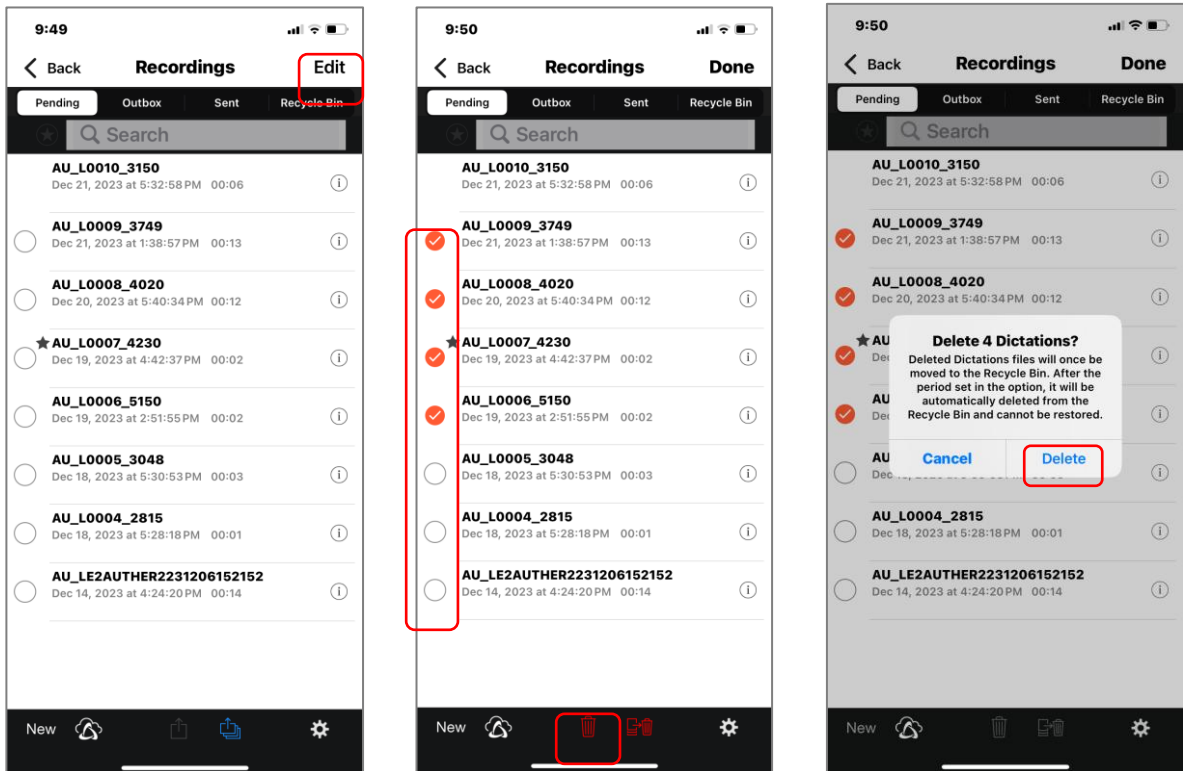 9:49
Back Recordings Edit
Pending Outbox Sent Recycle Bin
Search
AU_L0010_3150
Dec 21, 2023 at 5:32:58 PM 00:06
AU_L0009_3749
Dec 21, 2023 at 1:38:57 PM 00:13
AU_L0008_4020
Dec 20, 2023 at 5:40:34 PM 00:12
AU_L0007_4230
Dec 19, 2023 at 4:42:37 PM 00:02
AU_L0006_5150
Dec 19, 2023 at 2:51:55 PM 00:02
AU_L0005_3048
Dec 18, 2023 at 5:30:53 PM 00:03
AU_L0004_2815
Dec 18, 2023 at 5:28:18 PM 00:01
AU_LE2AUTHER2231206152152
Dec 14, 2023 at 4:24:20 PM 00:14
New
9:50
Back Recordings Done
Pending Outbox Sent Recycle Bin
Search
AU_L0010_3150
Dec 21, 2023 at 5:32:58 PM 00:06
AU_L0009_3749
Dec 21, 2023 at 1:38:57 PM 00:13
AU_L0008_4020
Dec 20, 2023 at 5:40:34 PM 00:12
AU_L0007_4230
Dec 19, 2023 at 4:42:37 PM 00:02
AU_L0006_5150
Dec 19, 2023 at 2:51:55 PM 00:02
AU_L0005_3048
Dec 18, 2023 at 5:30:53 PM 00:03
AU_L0004_2815
Dec 18, 2023 at 5:28:18 PM 00:01
AU_LE2AUTHER2231206152152
Dec 14, 2023 at 4:24:20 PM 00:14
New
9:50
Back Recordings Done
Pending Outbox Sent Recycle Bin
Search
AU_L0010_3150
Dec 21, 2023 at 5:32:58 PM 00:06
AU_L0009_3749
Dec 21, 2023 at 1:38:57 PM 00:13
AU_L0008_4020
Dec 20, 2023 at 5:40:34 PM 00:12
AU
Delete 4 Dictations?
Deleted Dictations files will once be
moved to the Recycle Bin. After the
period set in the option, it will be
automatically deleted from the
Recycle Bin and cannot be restored.
Cancel Delete
AU
AU
AU_L0004_2815
Dec 18, 2023 at 5:28:18 PM 00:01
AU_LE2AUTHER2231206152152
Dec 14, 2023 at 4:24:20 PM 00:14
New